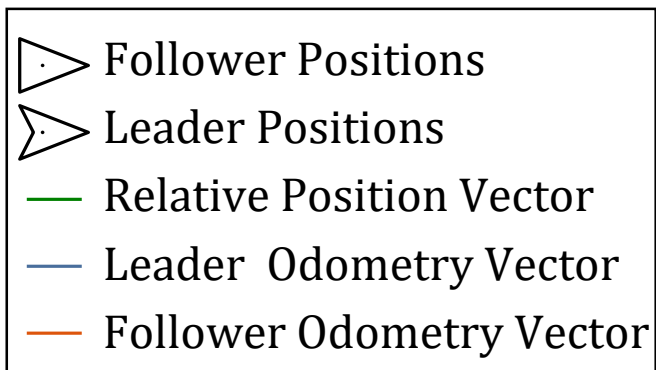 Follower Positions
Leader Positions
Relative Position Vector
Leader  Odometry Vector
Follower Odometry Vector